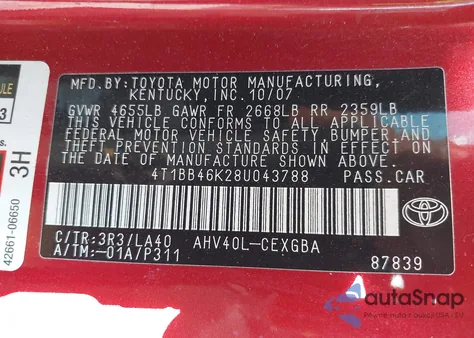 MFD.BY:TOYOTA MOTOR MANUFACTURING,
KENTUCKY,INC.10/07
GVWR 4655LB GAWR FR 2668LB RR 2359LB
THIS VEHICLE CONFORMS TO ALL APPLICABLE
FEDERAL MOTOR VEHICLE SAFETY, BUMPER AND
THEFT PREVENTION STANDARDS IN EFFECT ON
THE DATE OF MANUFACTURE SHOWN ABOVE.
4T1BB46K28U043788 PASS.CAR
C/TR:3R3/LA40 AHV40L-CEXGBA
A/TM:-01A/P311
87839
3H
42661-06650
autoSnap